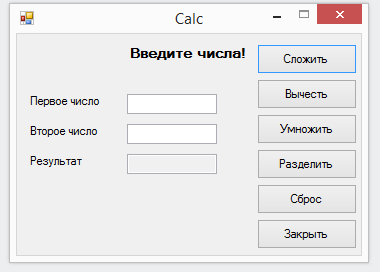 Calc
Введите числа!
Сложить
Вычесть
Первое число
Второе число
Умножить
Результат
Разделить
Сброс
Закрыть